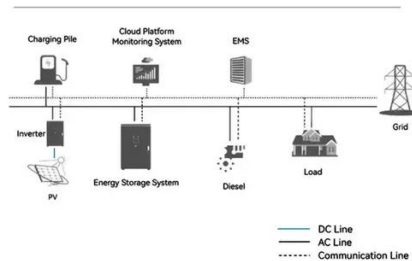 Charging Pile
Cloud Platform
Monitoring System
EMS
Grid
Inverter
PV
Energy Storage System
Diesel
Load
DC Line
AC Line
Communication Line